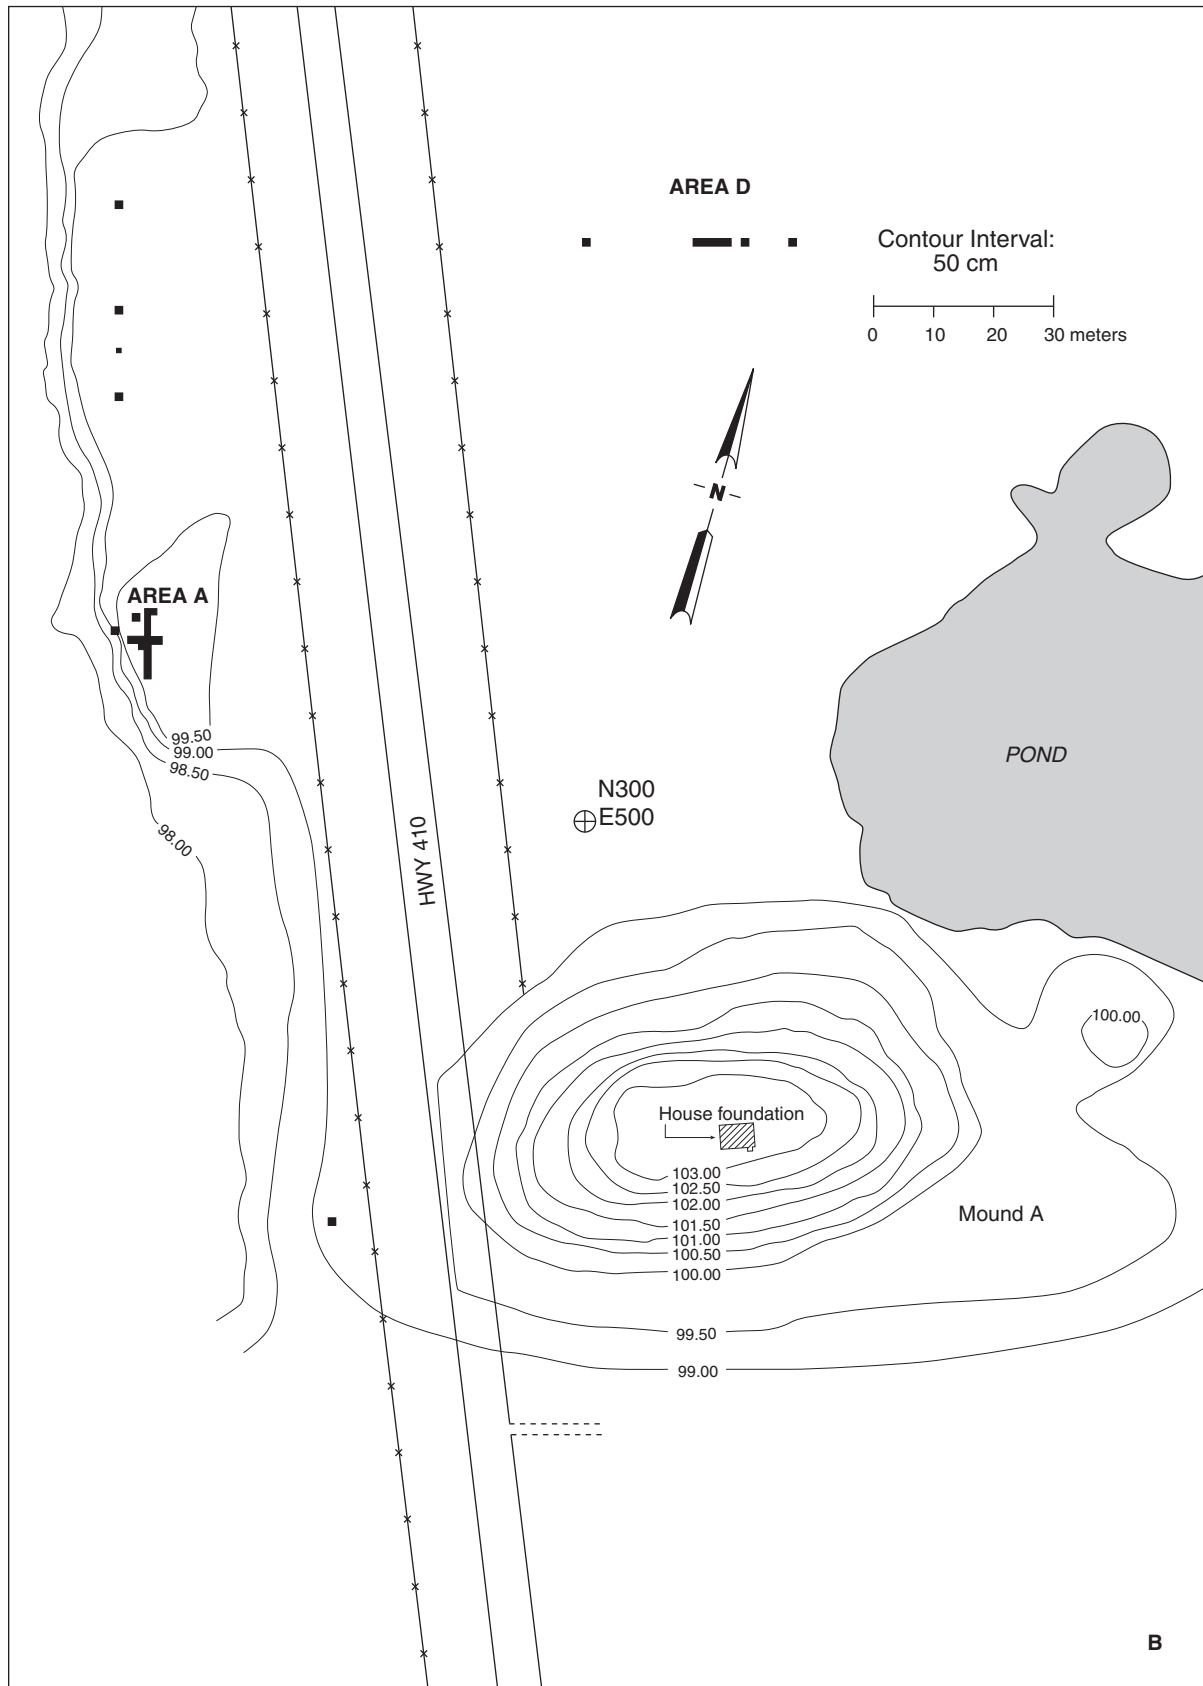 AREA D
Contour Interval:
50 cm
0 10 20 30 meters
N
AREA A
99.50
99.00
98.50
98.00
POND
N300
E500
HWY 410
100.00
House foundation
103.00
102.50
102.00
101.50
101.00
100.50
100.00
Mound A
99.50
99.00
B